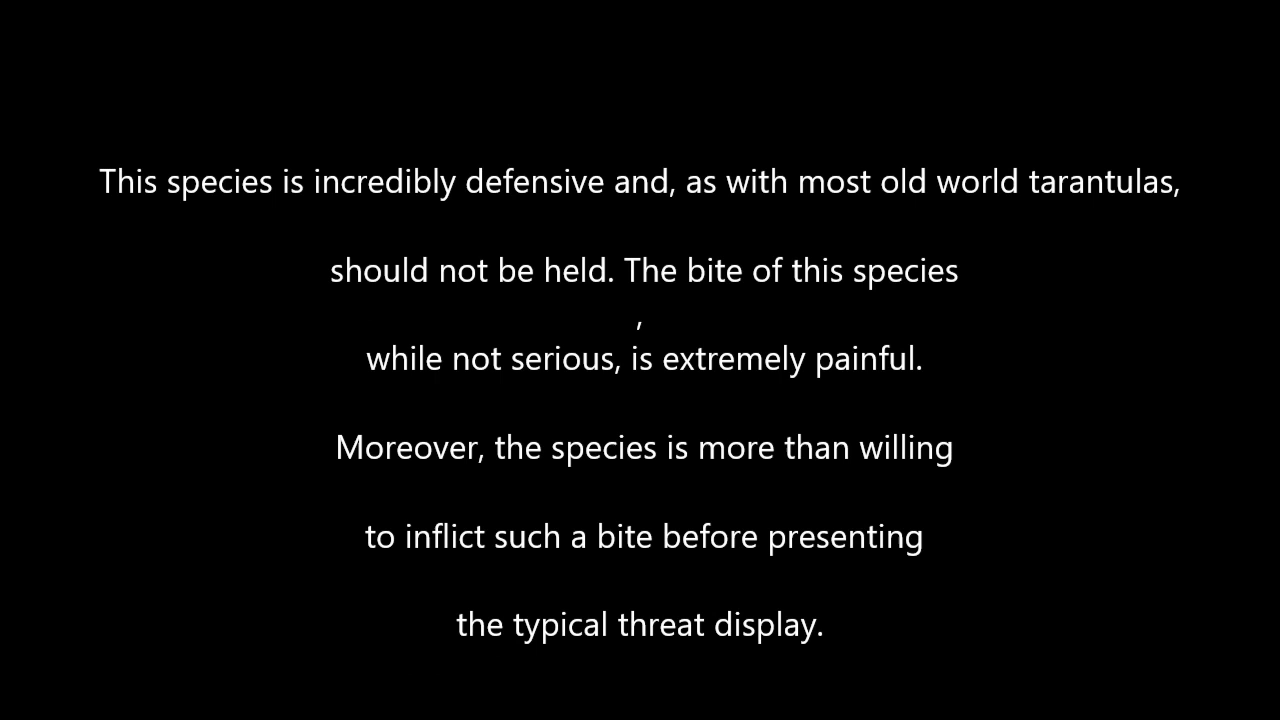 This species is incredibly defensive and, as with most old world tarantulas,
should not be held. The bite of this species
,
while not serious, is extremely painful.
Moreover, the species is more than willing
to inflict such a bite before presenting
the typical threat display.